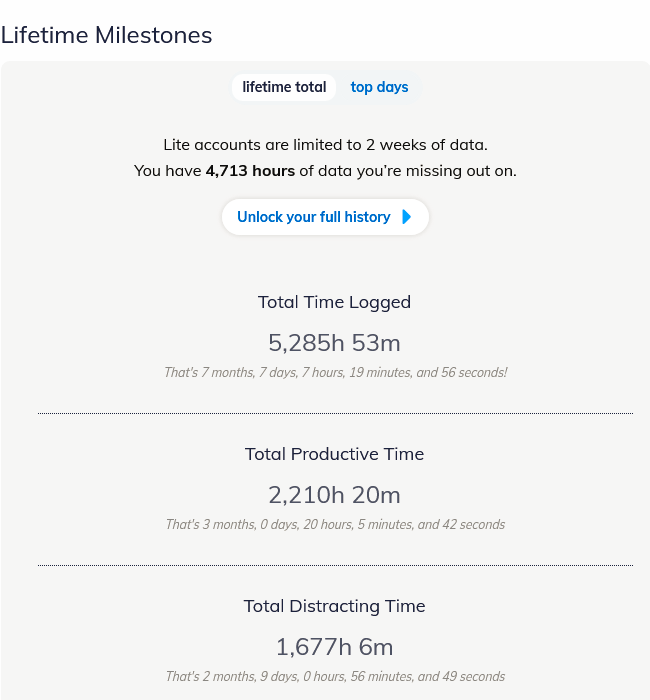 Lifetime Milestones
lifetime total top days
Lite accounts are limited to 2 weeks of data.
You have 4,713 hours of data you’re missing out on.
Unlock your full history
Total Time Logged
5,285h 53m
That's 7 months, 7 days, 7 hours, 19 minutes, and 56 seconds!
Total Productive Time
2,210h 20m
That's 3 months, 0 days, 20 hours, 5 minutes, and 42 seconds
Total Distracting Time
1,677h 6m
That's 2 months, 9 days, 0 hours, 56 minutes, and 49 seconds